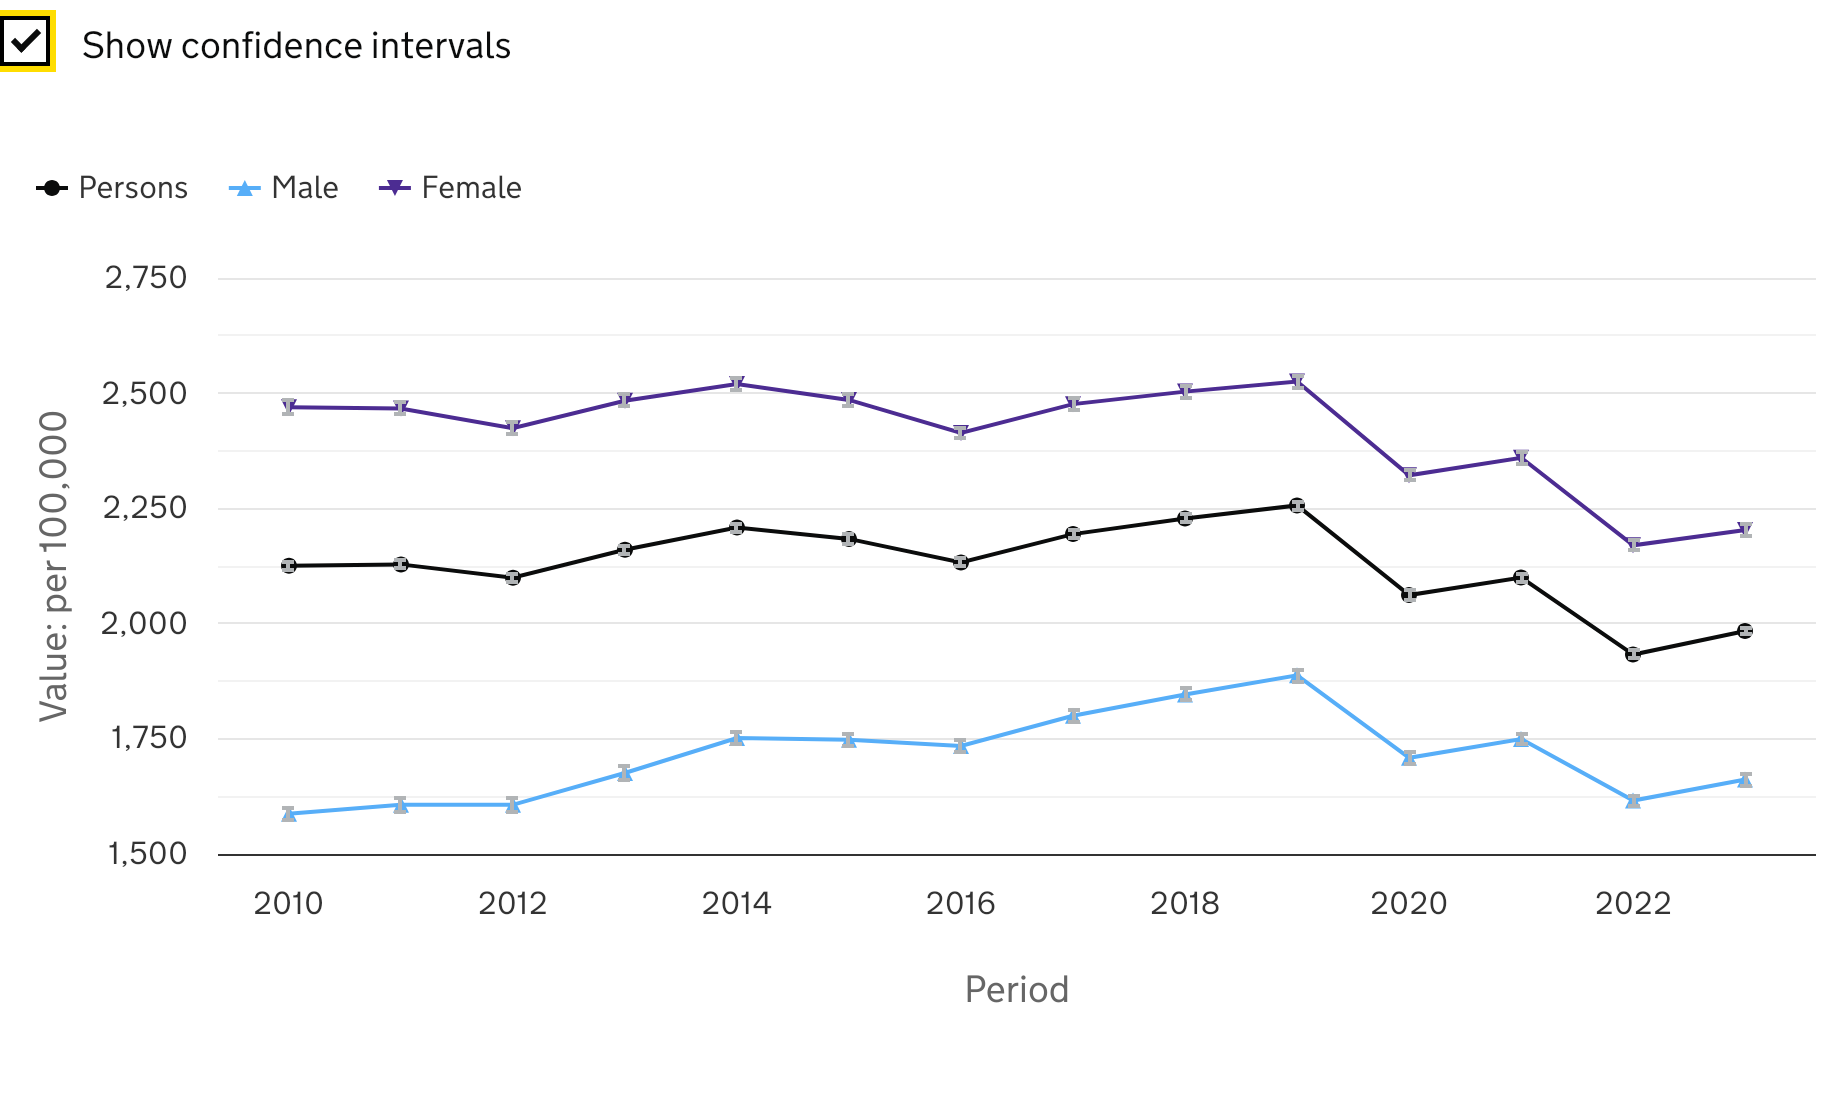 Show confidence intervals
Persons Male Female
2,750
2,500
2,250
2,000
1,750
1,500
Value: per 100,000
2010 2012 2014 2016 2018 2020 2022
Period